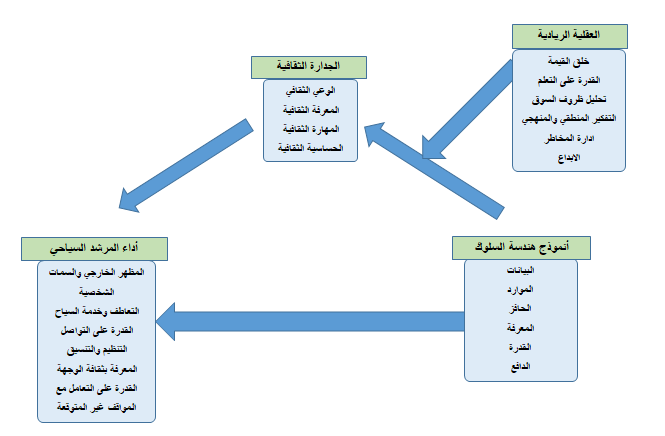 العقلية الريادية
خلق القيمة
القدرة على التعلم
تحليل ظروف السوق
التفكير المنطقي والمنهجي
ادارة المخاطر
الابداع
الجدارة الثقافية
الوعي الثقافي
المعرفة الثقافية
المهارة الثقافية
الحساسية الثقافية
أنموذج هندسة السلوك
البيانات
الموارد
الحافز
المعرفة
القدرة
الدافع
أداء المرشد السياحي
المظهر الخارجي والسمات
الشخصية
التعاطف وخدمة السياح
القدرة على التواصل
التنظيم والتنسيق
المعرفة بثقافة الوجهة
القدرة على التعامل مع
المواقف غير المتوقعة